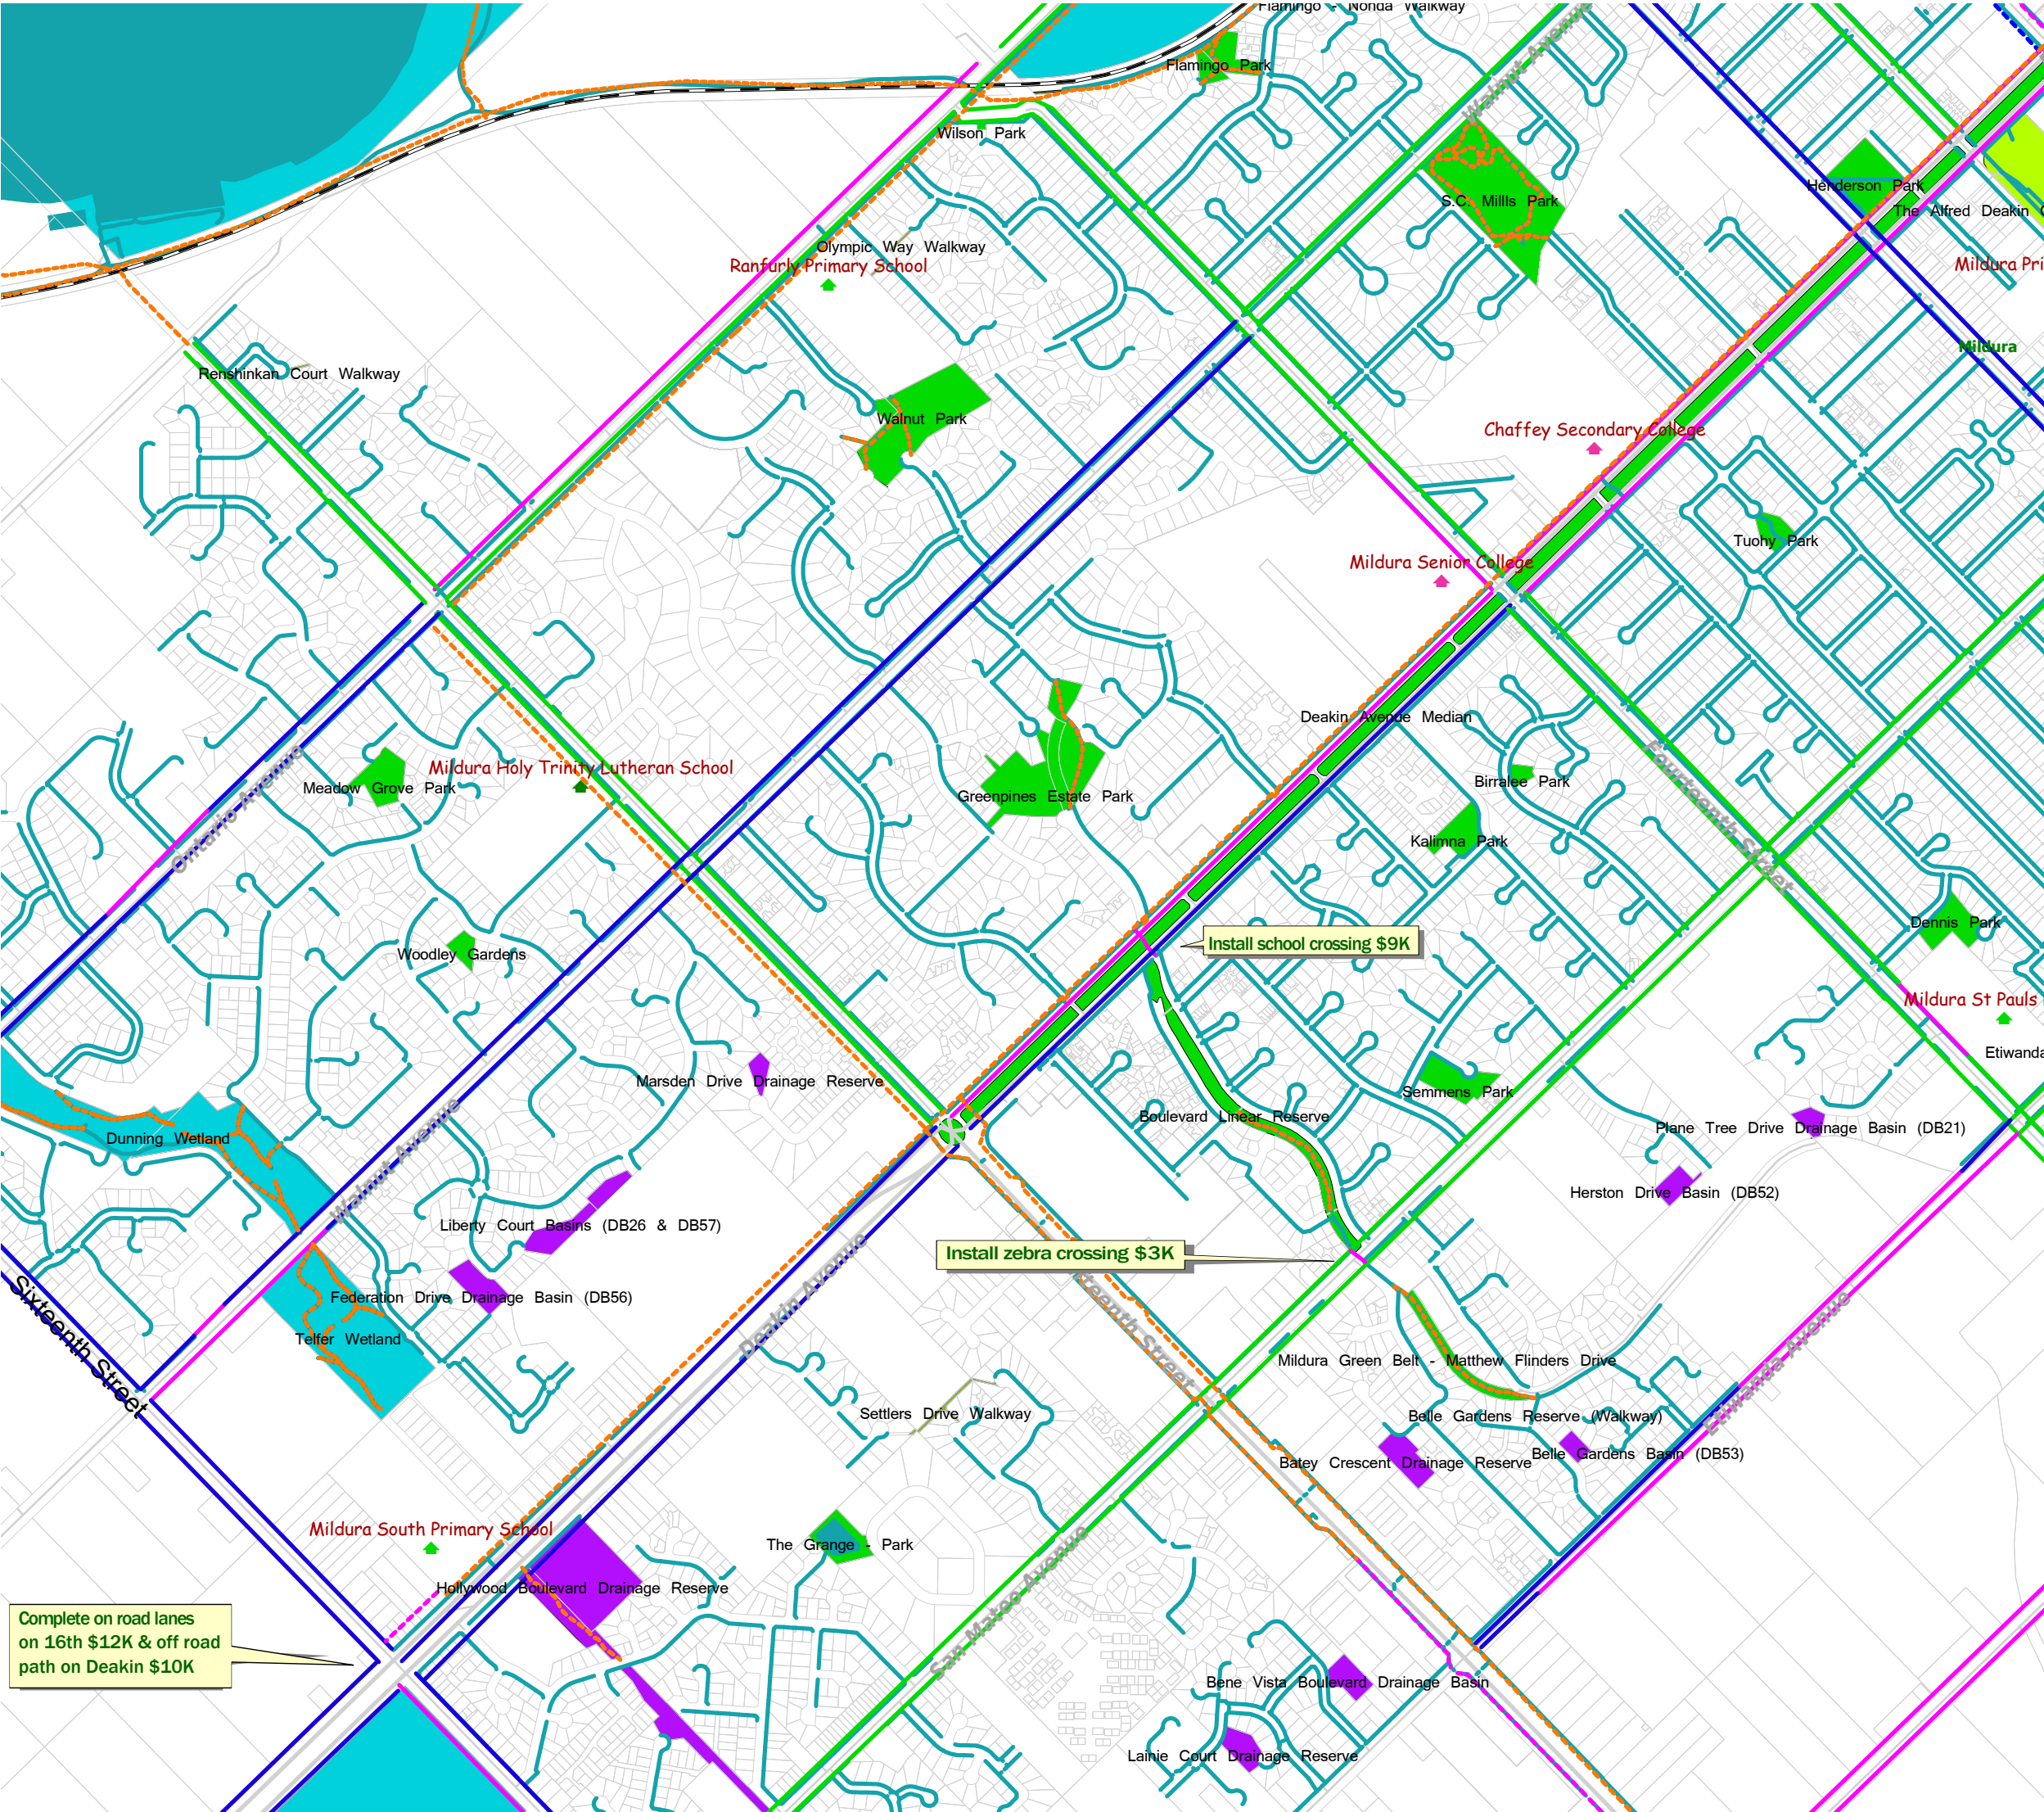 Flamingo - Nonda Walkway
Flamingo Park
Walnut Avenue
Wilson Park
Henderson Park
S.C. Millls Park
The Alfred Deakin
Olympic Way Walkway
Ranfurly Primary School
Mildura Pri
Mildura
Renshinkan Court Walkway
Walnut Park
Chaffey Secondary College
Tuohy Park
Mildura Senior College
Deakin Avenue Median
Fourteenth Street
Ontario Avenue
Mildura Holy Trinity Lutheran School
Meadow Grove Park
Greenpines Estate Park
Birralee Park
Kalimna Park
Dennis Park
Install school crossing $9K
Woodley Gardens
Mildura St Pauls
Etiwanda
Marsden Drive Drainage Reserve
Semmens Park
Boulevard Linear Reserve
Plane Tree Drive Drainage Basin (DB21)
Dunning Wetland
Walnut Avenue
Herston Drive Basin (DB52)
Liberty Court Basins (DB26 & DB57)
Install zebra crossing $3K
Deakin Avenue
Federation Drive Drainage Basin (DB56)
teenth Street
Sixteenth Street
Telfer Wetland
Etiwanda Avenue
Mildura Green Belt - Matthew Flinders Drive
Settlers Drive Walkway
Belle Gardens Reserve (Walkway)
Belle Gardens Basin (DB53)
Batey Crescent Drainage Reserve
Mildura South Primary School
The Grange - Park
Hollywood Boulevard Drainage Reserve
San Mateo Avenue
Complete on road lanes
on 16th $12K & off road
path on Deakin $10K
Bene Vista Boulevard Drainage Basin
Lainie Court Drainage Reserve